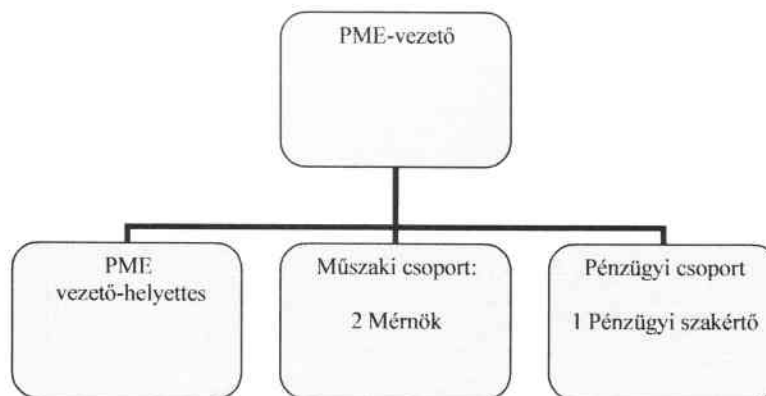 PME-vezető
PME
vezető-helyettes
Műszaki csoport:
2 Mérnök
Pénzügyi csoport
1 Pénzügyi szakértő